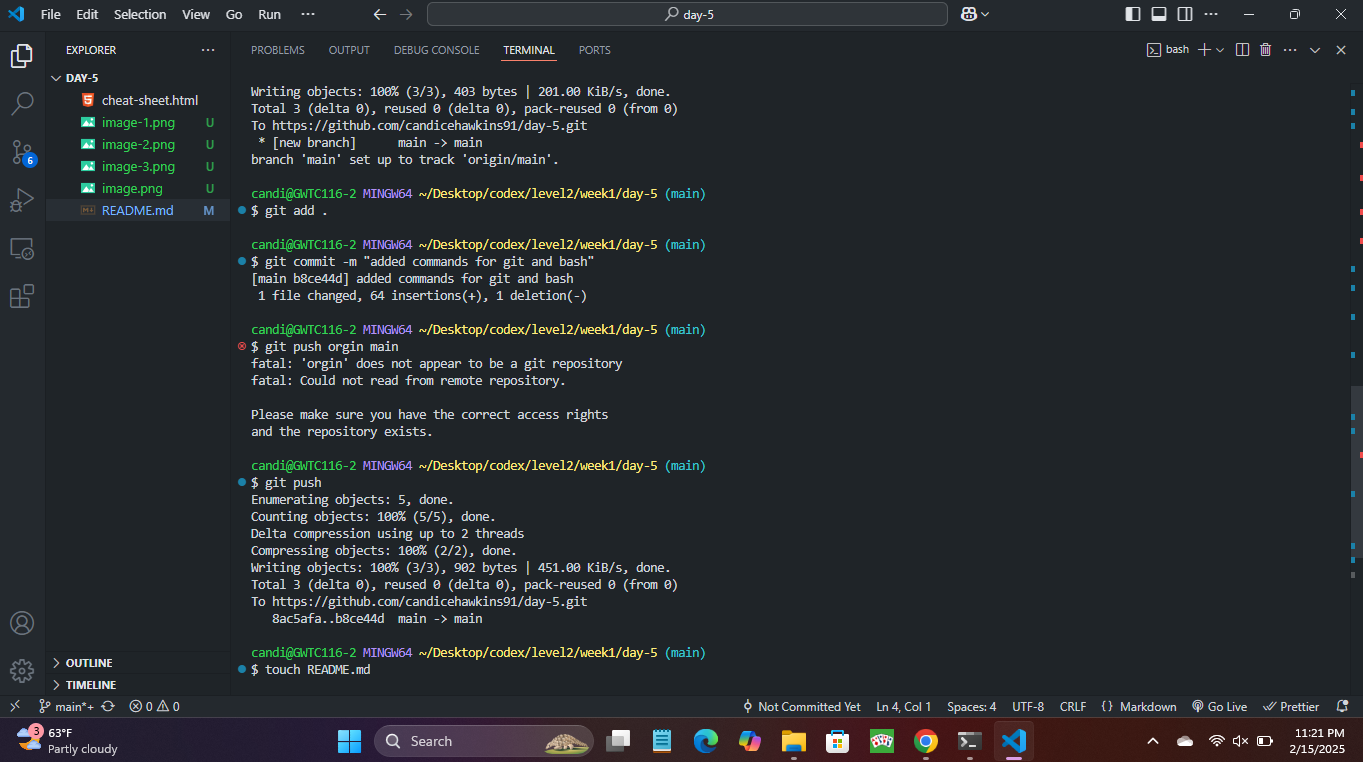 File Edit Selection View Go Run ··· day-5
EXPLORER ···
PROBLEMS OUTPUT DEBUG CONSOLE TERMINAL PORTS bash ···
DAY-5
cheat-sheet.html
image-1.png U
image-2.png U
image-3.png U
image.png U
README.md M
6
Writing objects: 100% (3/3), 403 bytes | 201.00 KiB/s, done.
Total 3 (delta 0), reused 0 (delta 0), pack-reused 0 (from 0)
To https://github.com/candicehawkins91/day-5.git
* [new branch]      main -> main
branch 'main' set up to track 'origin/main'.
candi@GWTC116-2 MINGW64 ~/Desktop/codex/level2/week1/day-5 (main)
$ git add .
candi@GWTC116-2 MINGW64 ~/Desktop/codex/level2/week1/day-5 (main)
$ git commit -m "added commands for git and bash"
[main b8ce44d] added commands for git and bash
1 file changed, 64 insertions(+), 1 deletion(-)
candi@GWTC116-2 MINGW64 ~/Desktop/codex/level2/week1/day-5 (main)
$ git push orgin main
fatal: 'orgin' does not appear to be a git repository
fatal: Could not read from remote repository.
Please make sure you have the correct access rights
and the repository exists.
candi@GWTC116-2 MINGW64 ~/Desktop/codex/level2/week1/day-5 (main)
$ git push
Enumerating objects: 5, done.
Counting objects: 100% (5/5), done.
Delta compression using up to 2 threads
Compressing objects: 100% (2/2), done.
Writing objects: 100% (3/3), 902 bytes | 451.00 KiB/s, done.
Total 3 (delta 0), reused 0 (delta 0), pack-reused 0 (from 0)
To https://github.com/candicehawkins91/day-5.git
8ac5afa..b8ce44d  main -> main
candi@GWTC116-2 MINGW64 ~/Desktop/codex/level2/week1/day-5 (main)
$ touch README.md
OUTLINE
TIMELINE
main*+ 0 0 Not Committed Yet Ln 4, Col 1 Spaces: 4 UTF-8 CRLF {} Markdown Go Live Prettier
3 63°F
Partly cloudy
Search
11:21 PM
2/15/2025